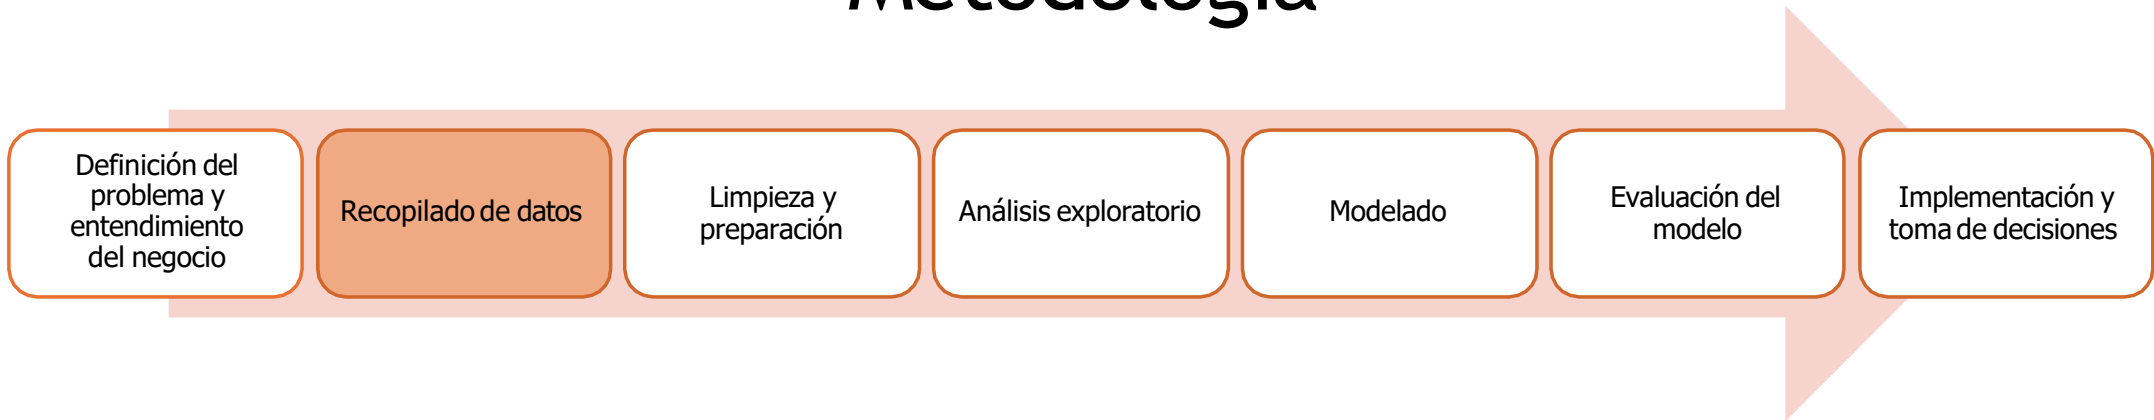 Metodología
Definición del
problema y
entendimiento
del negocio
Recopilado de datos
Limpieza y
preparación
Análisis exploratorio
Modelado
Evaluación del
modelo
Implementación y
toma de decisiones